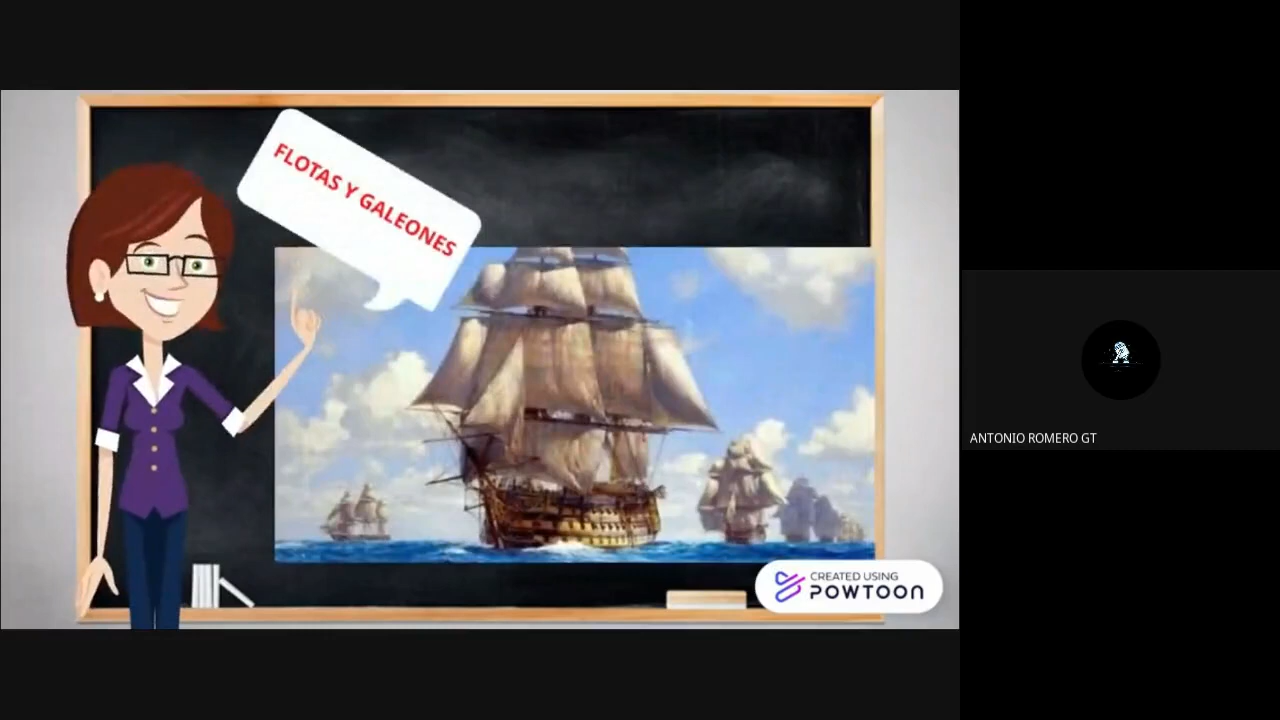 FLOTAS Y GALEONES
CREATED USING
POWTOON
ANTONIO ROMERO GT